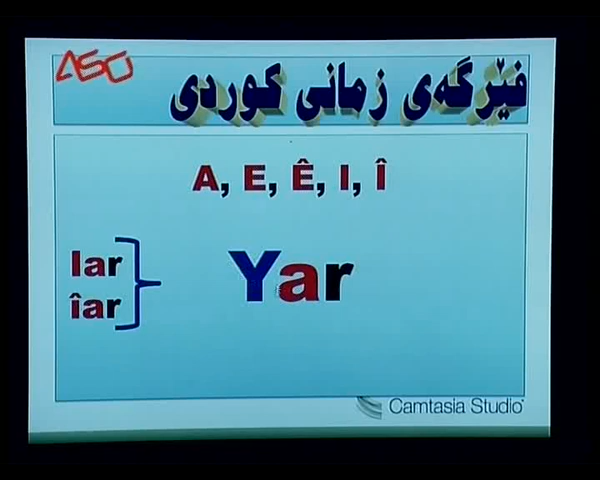 ASO
فێرگەی زمانی کوردی
A, E, Ê, I, Î
Iar
îar
Yar
Camtasia Studio